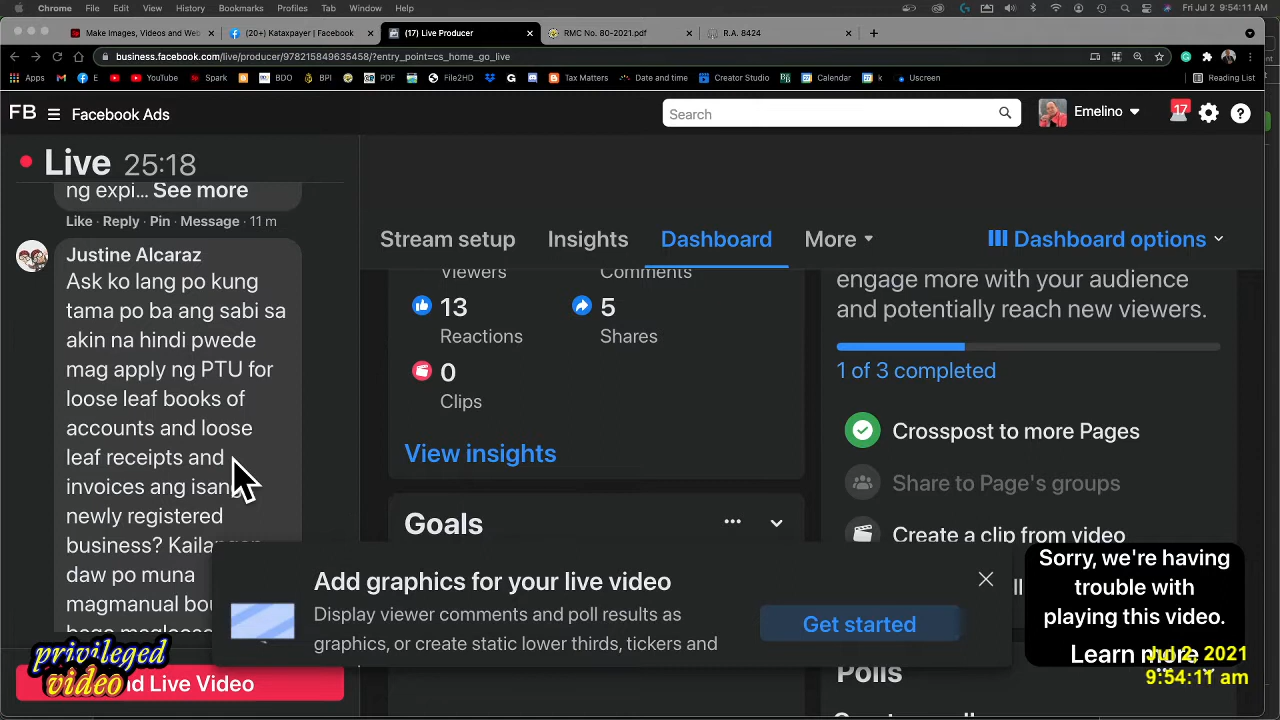 Chrome File Edit View History Bookmarks Profiles Tab Window Help
Fri Jul 2 9:54:11 AM
Make Images, Videos and Web
(20+) Kataxpayer | Facebook
(17) Live Producer
RMC No. 80-2021.pdf
R.A. 8424
business.facebook.com/live/producer/978215849635458/?entry_point=cs_home_go_live
Apps E YouTube Spark BDO BPI PDF File2HD Tax Matters Date and time Creator Studio Calendar k Uscreen Reading List
FB Facebook Ads
Search
Emelino
17
Live 25:18
ng expi... See more
Like · Reply · Pin · Message · 11 m
Justine Alcaraz
Ask ko lang po kung
tama po ba ang sabi sa
akin na hindi pwede
mag apply ng PTU for
loose leaf books of
accounts and loose
leaf receipts and
invoices ang isang
newly registered
business?
daw po muna
magmanual
Live Video
privileged
video
Stream setup Insights Dashboard More Dashboard options
Viewers Comments
13 5
Reactions Shares
0
Clips
View insights
Goals
engage more with your audience
and potentially reach new viewers.
1 of 3 completed
Crosspost to more Pages
Share to Page's groups
Create a clip from video
Add graphics for your live video
Display viewer comments and poll results as
graphics, or create static lower thirds, tickers and
Get started
Sorry, we're having
trouble with
playing this video.
Learn more
Jul 2, 2021
9:54:11 am
Polls